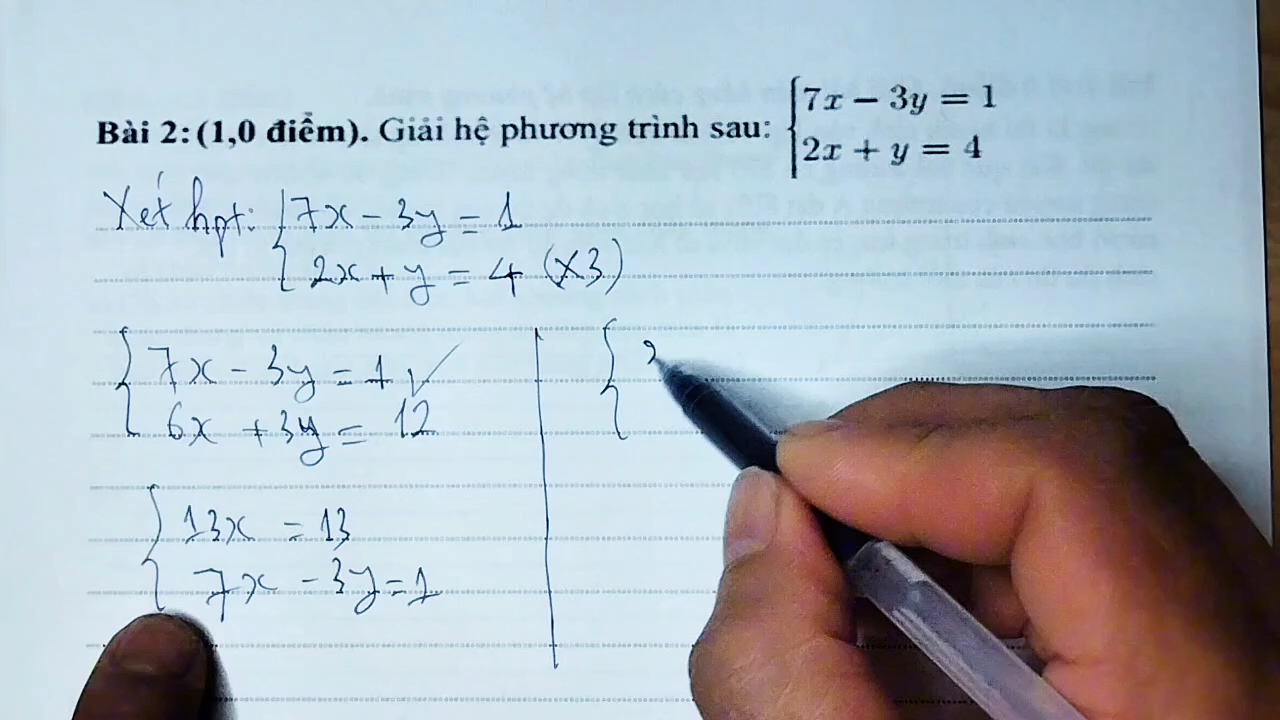 Bài 2: (1,0 điểm). Giải hệ phương trình sau: {7x − 3y = 1
2x + y = 4
Xét hpt: {7x − 3y = 1
2x + y = 4 (x3)
{7x − 3y = 1 ✓
6x + 3y = 12
{13x = 13
7x − 3y = 1
{